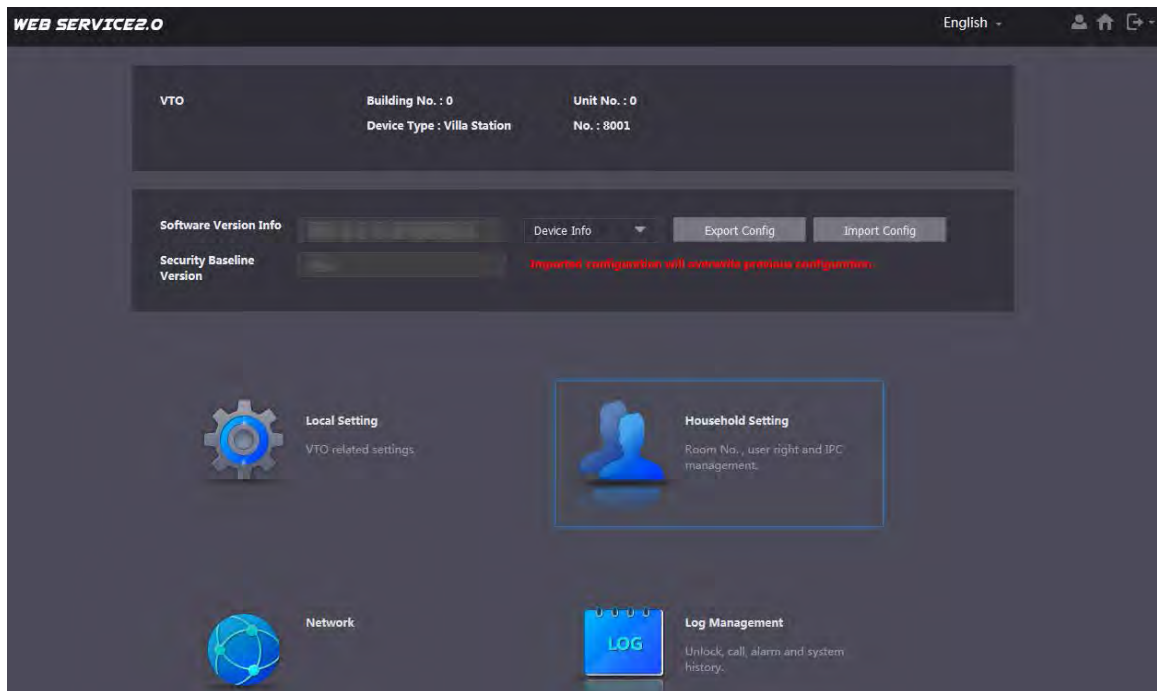 WEB SERVICE2.0
English
VTO
Building No. : 0
Unit No. : 0
Device Type : Villa Station
No. : 8001
Software Version Info
Device Info
Export Config
Import Config
Security Baseline
Version
Imported configuration will overwrite previous configuration.
Local Setting
VTO related settings
Household Setting
Room No. , user right and IPC
management.
Network
LOG
Log Management
Unlock, call, alarm and system
history.